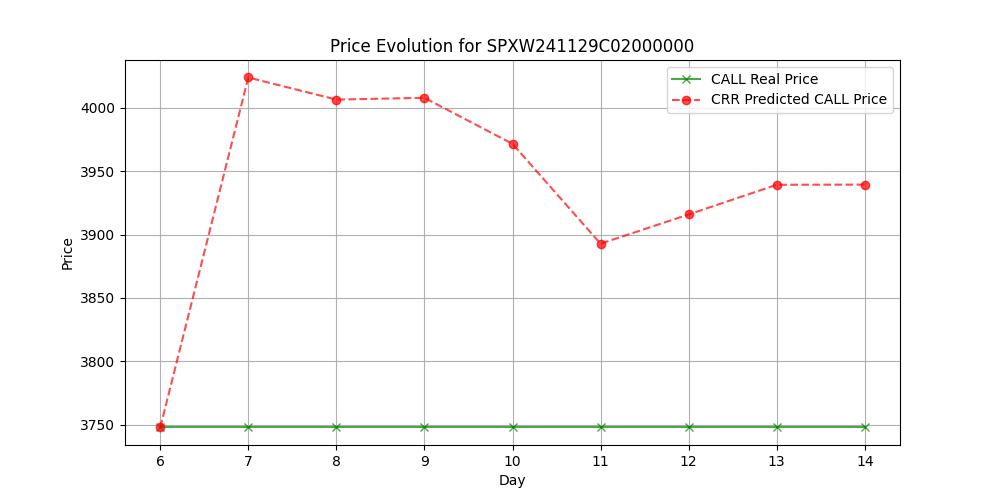 Price Evolution for SPXW241129C02000000
CALL Real Price
CRR Predicted CALL Price
4000
3950
3900
3850
3800
3750
Price
6 7 8 9 10 11 12 13 14
Day